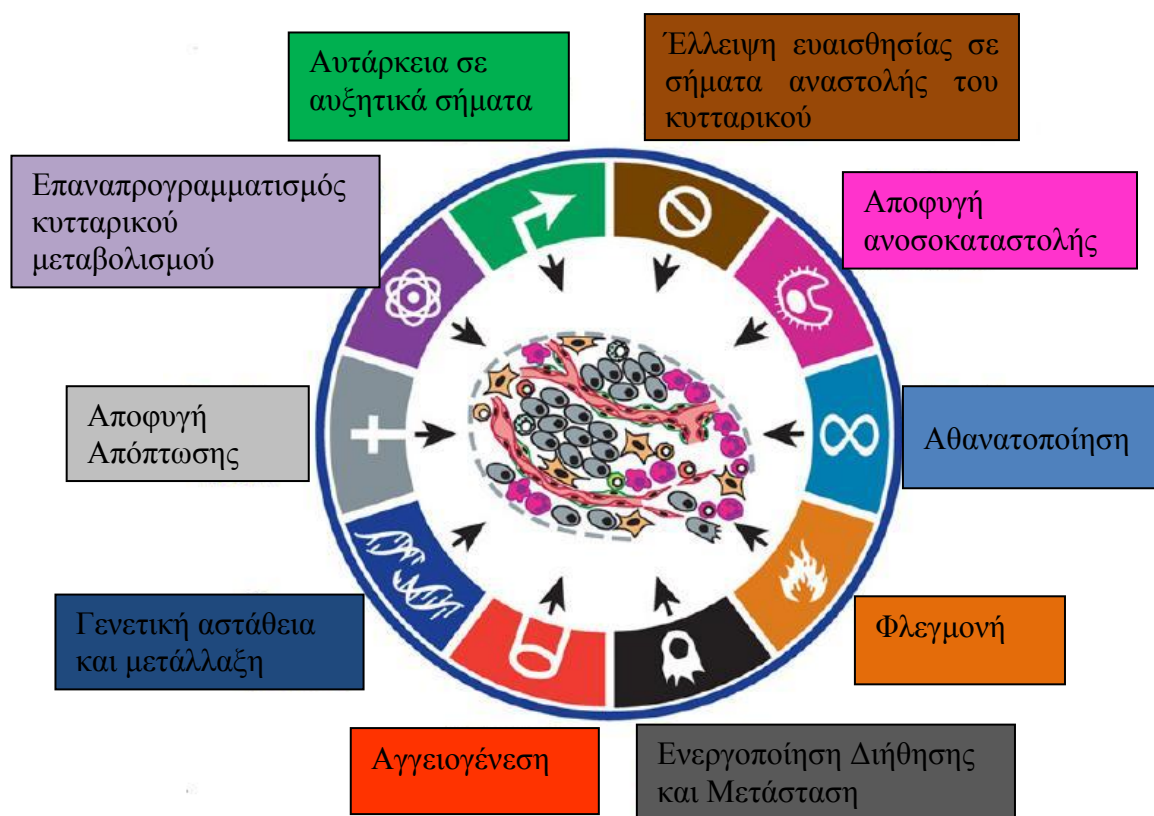 Αυτάρκεια σε
αυξητικά σήματα
Έλλειψη ευαισθησίας σε
σήματα αναστολής του
κυτταρικού
Επαναπρογραμματισμός
κυτταρικού
μεταβολισμού
Αποφυγή
ανοσοκαταστολής
Αποφυγή
Απόπτωσης
Αθανατοποίηση
Γενετική αστάθεια
και μετάλλαξη
Φλεγμονή
Αγγειογένεση
Ενεργοποίηση Διήθησης
και Μετάσταση